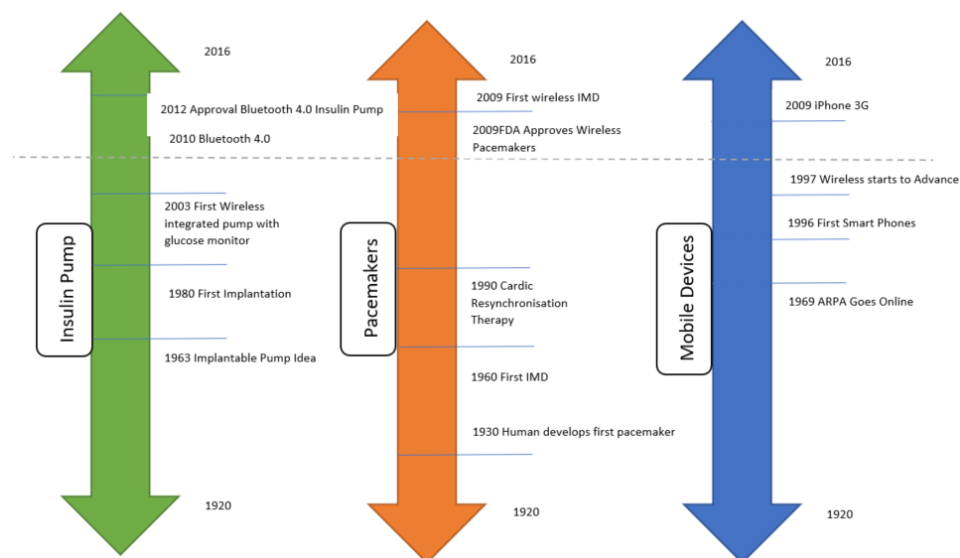 2016
2012 Approval Bluetooth 4.0 Insulin Pump
2010 Bluetooth 4.0
2003 First Wireless
integrated pump with
glucose monitor
Insulin Pump
1980 First Implantation
1963 Implantable Pump Idea
1920
2016
2009 First wireless IMD
2009FDA Approves Wireless
Pacemakers
Pacemakers
1990 Cardic
Resynchronisation
Therapy
1960 First IMD
1930 Human develops first pacemaker
1920
2016
2009 iPhone 3G
1997 Wireless starts to Advance
1996 First Smart Phones
Mobile Devices
1969 ARPA Goes Online
1920